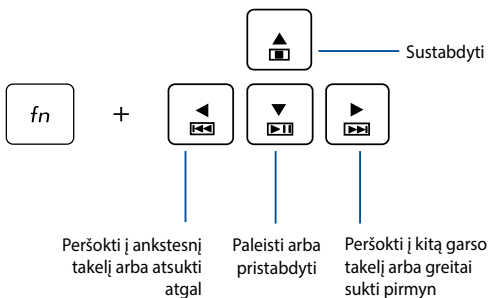 Sustabdyti
fn +
Peršokti į ankstesnį
takelį arba atsukti
atgal
Paleisti arba
pristabdyti
Peršokti į kitą garso
takelį arba greitai
sukti pirmyn